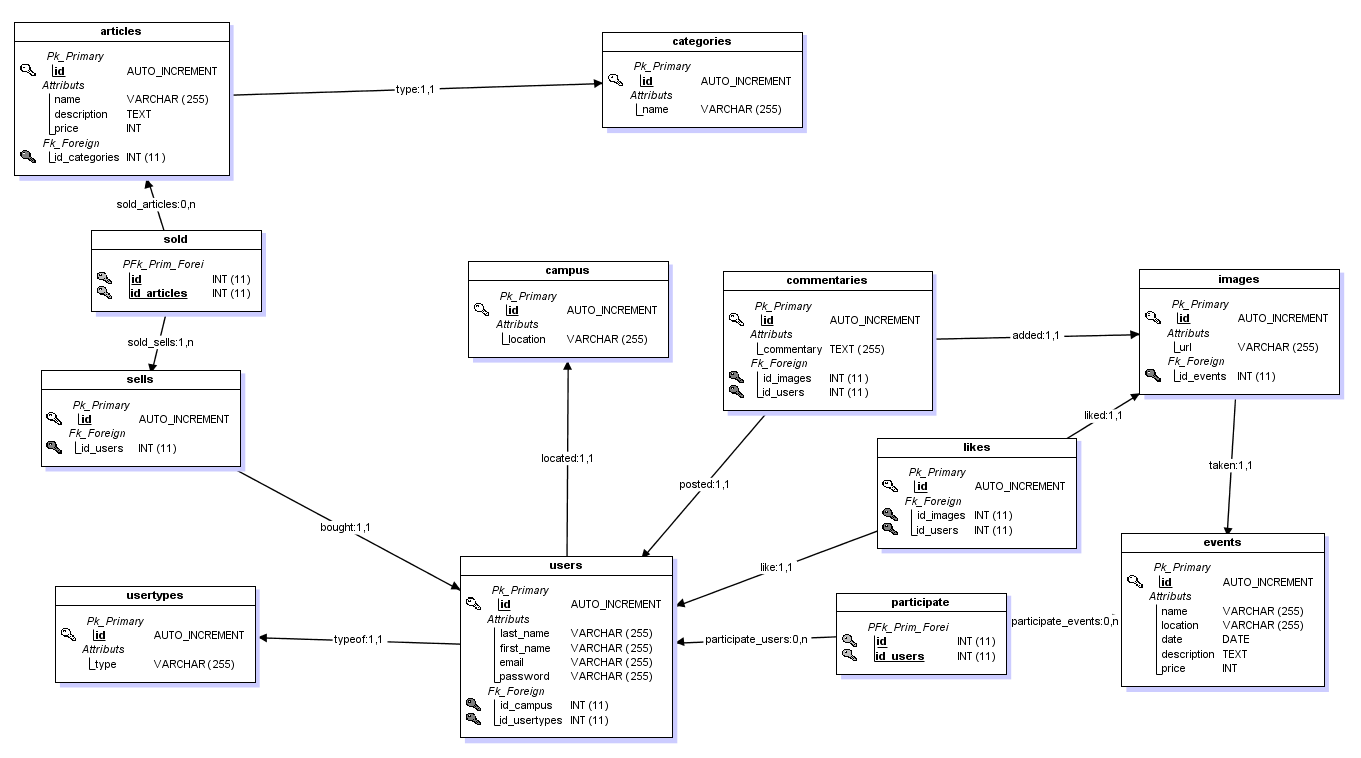 articles
Pk_Primary
id AUTO_INCREMENT
Attributs
name VARCHAR (255)
description TEXT
price INT
Fk_Foreign
id_categories INT (11)
type:1,1
categories
Pk_Primary
id AUTO_INCREMENT
Attributs
name VARCHAR (255)
sold_articles:0,n
sold
PFk_Prim_Forei
id INT (11)
id_articles INT (11)
sold_sells:1,n
sells
Pk_Primary
id AUTO_INCREMENT
Fk_Foreign
id_users INT (11)
campus
Pk_Primary
id AUTO_INCREMENT
Attributs
location VARCHAR (255)
commentaries
Pk_Primary
id AUTO_INCREMENT
Attributs
commentary TEXT (255)
Fk_Foreign
id_images INT (11)
id_users INT (11)
added:1,1
images
Pk_Primary
id AUTO_INCREMENT
Attributs
url VARCHAR (255)
Fk_Foreign
id_events INT (11)
liked:1,1
located:1,1
posted:1,1
likes
Pk_Primary
id AUTO_INCREMENT
Fk_Foreign
id_images INT (11)
id_users INT (11)
taken:1,1
bought:1,1
like:1,1
usertypes
Pk_Primary
id AUTO_INCREMENT
Attributs
type VARCHAR (255)
typeof:1,1
users
Pk_Primary
id AUTO_INCREMENT
Attributs
last_name VARCHAR (255)
first_name VARCHAR (255)
email VARCHAR (255)
password VARCHAR (255)
Fk_Foreign
id_campus INT (11)
id_usertypes INT (11)
participate_users:0,n
participate
PFk_Prim_Forei
id INT (11)
id_users INT (11)
participate_events:0,n
events
Pk_Primary
id AUTO_INCREMENT
Attributs
name VARCHAR (255)
location VARCHAR (255)
date DATE
description TEXT
price INT